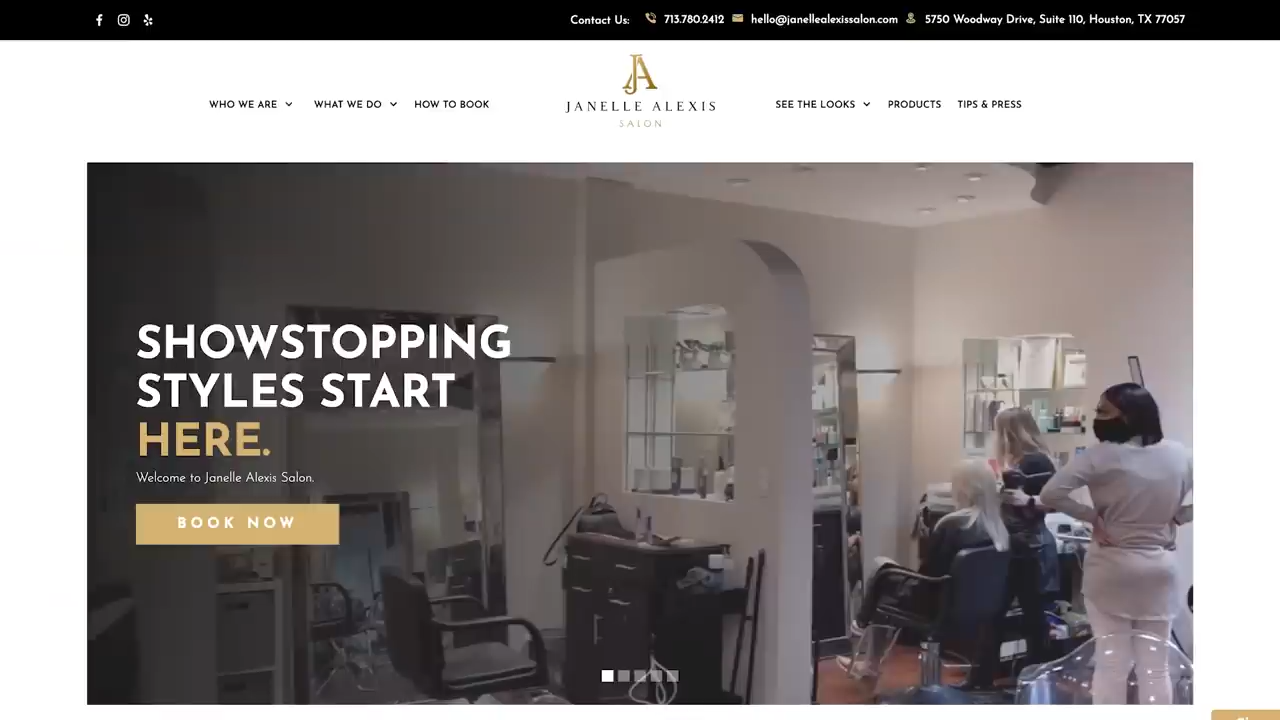 Contact Us: 713.780.2412 hello@janellealexissalon.com 5750 Woodway Drive, Suite 110, Houston, TX 77057
JA
WHO WE ARE WHAT WE DO HOW TO BOOK JANELLE ALEXIS SEE THE LOOKS PRODUCTS TIPS & PRESS
SALON
SHOWSTOPPING
STYLES START
HERE.
Welcome to Janelle Alexis Salon.
BOOK NOW